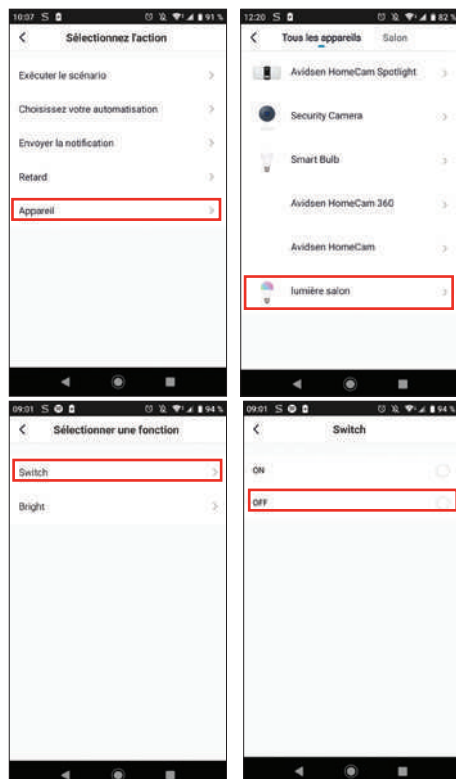 10:07 S 91 %
Sélectionnez l'action
Exécuter le scénario
Choisissez votre automatisation
Envoyer la notification
Retard
Appareil
12:20 S 82 %
Tous les appareils Salon
Avidsen HomeCam Spotlight
Security Camera
Smart Bulb
Avidsen HomeCam 360
Avidsen HomeCam
lumière salon
09:01 S 94 %
Sélectionner une fonction
Switch
Bright
09:01 S 94 %
Switch
ON
OFF